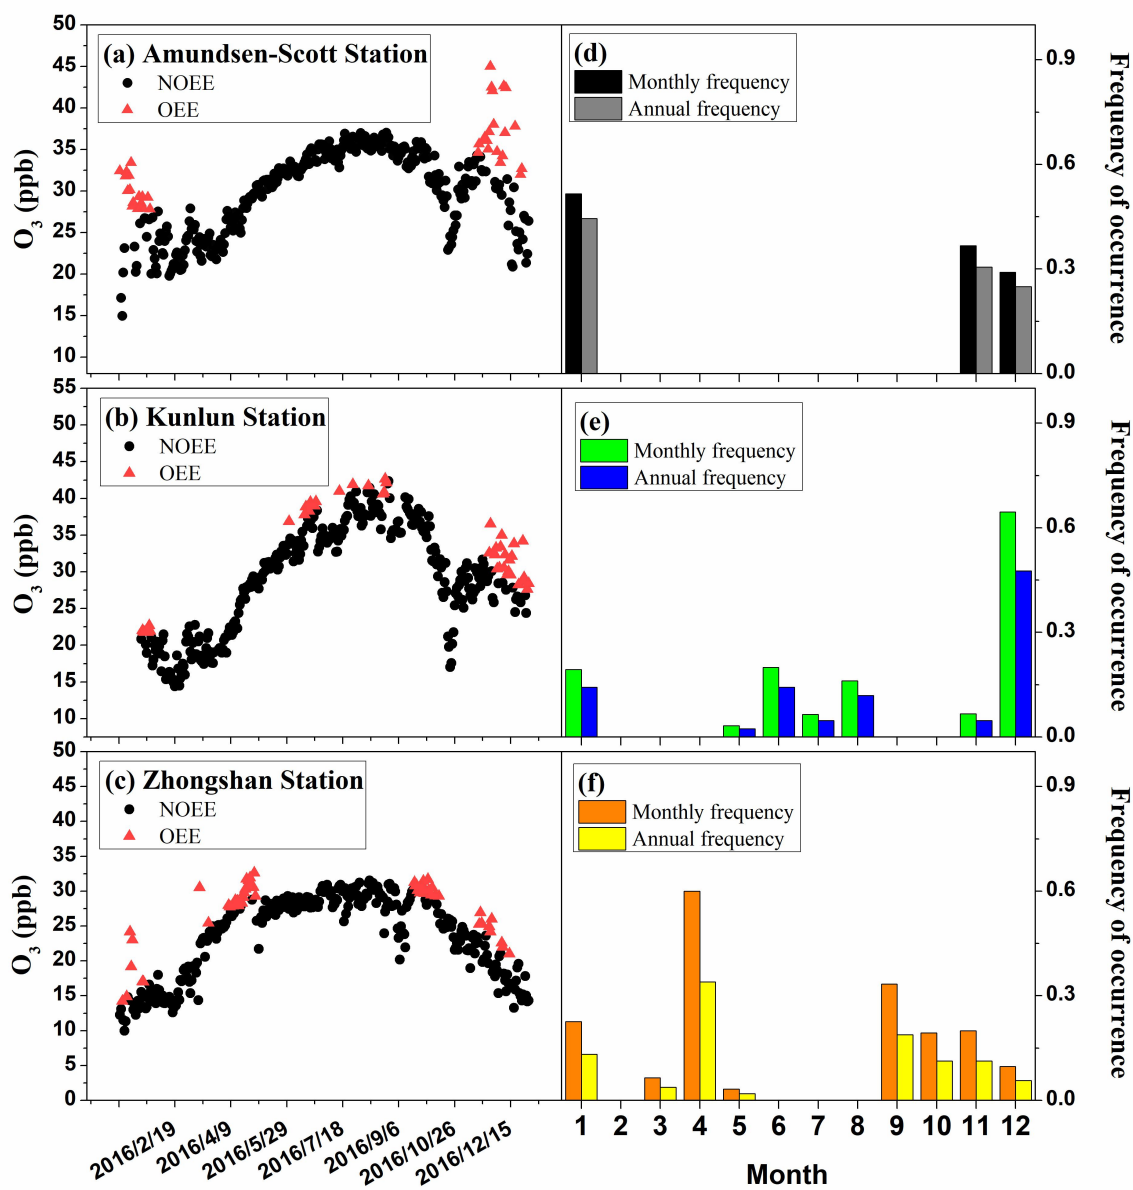 (a) Amundsen-Scott Station
NOEE
OEE
O3 (ppb)
50
45
40
35
30
25
20
15
10
(d)
Monthly frequency
Annual frequency
0.9
0.6
0.3
0.0
Frequency of occurrence
(b) Kunlun Station
NOEE
OEE
O3 (ppb)
55
50
45
40
35
30
25
20
15
10
(e)
Monthly frequency
Annual frequency
0.9
0.6
0.3
0.0
Frequency of occurrence
(c) Zhongshan Station
NOEE
OEE
O3 (ppb)
50
45
40
35
30
25
20
15
10
5
0
2016/2/19
2016/4/9
2016/5/29
2016/7/18
2016/9/6
2016/10/26
2016/12/15
(f)
Monthly frequency
Annual frequency
0.9
0.6
0.3
0.0
Frequency of occurrence
1 2 3 4 5 6 7 8 9 10 11 12
Month